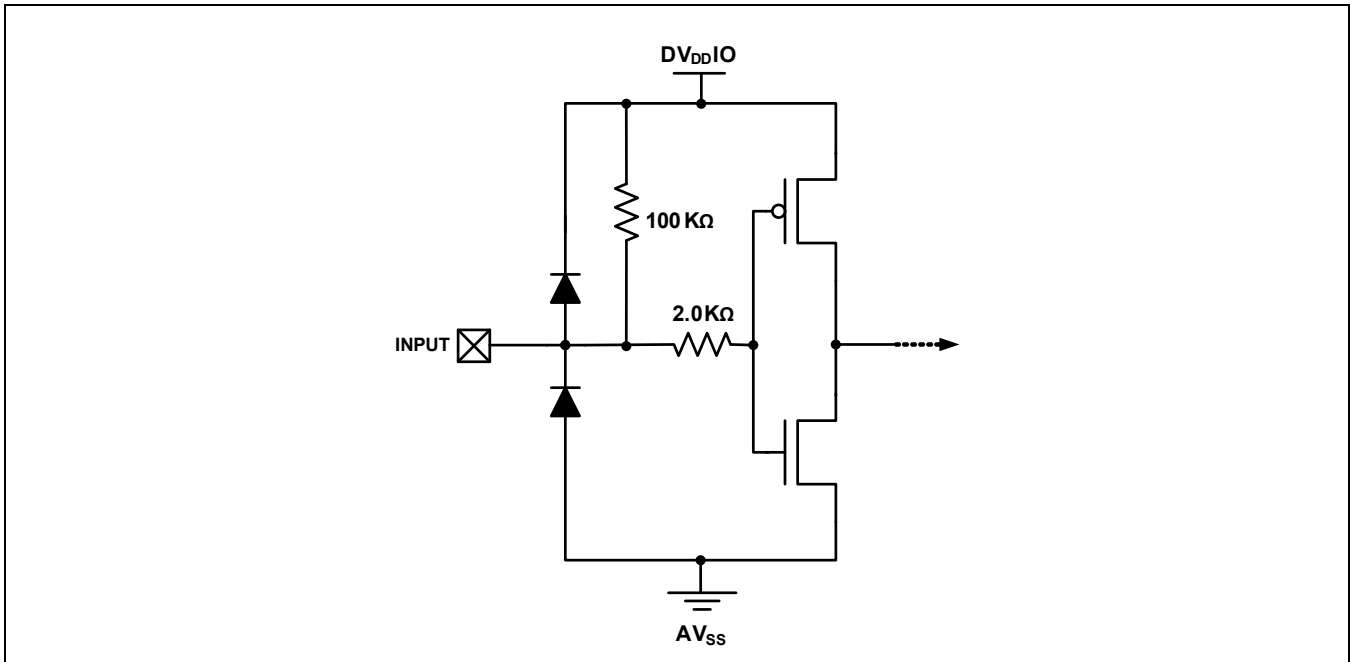 DVDDIO
100 KΩ
2.0KΩ
INPUT
AVSS